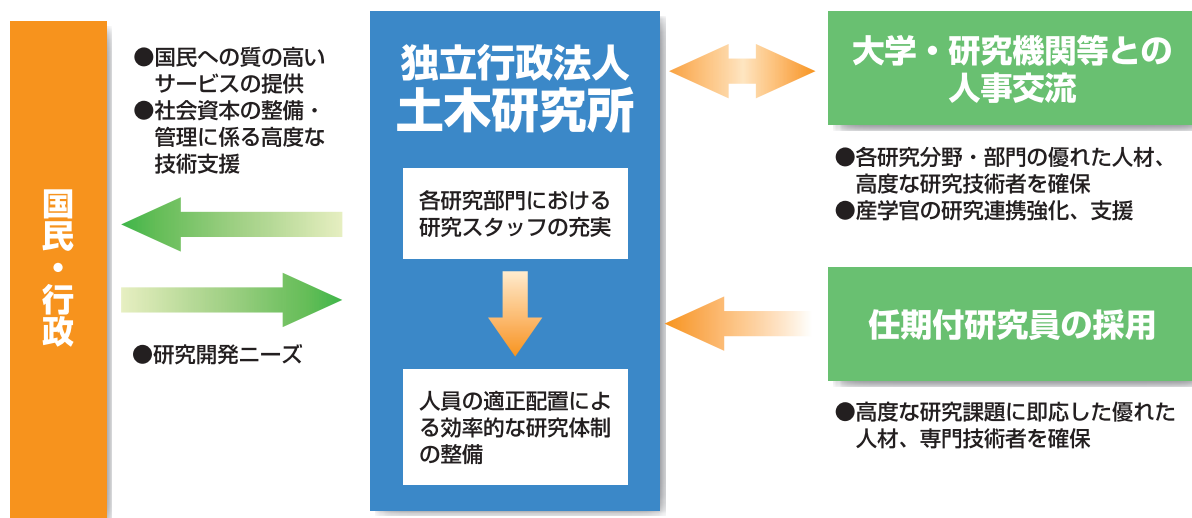 国民・行政
●国民への質の高い
サービスの提供
●社会資本の整備・
管理に係る高度な
技術支援
●研究開発ニーズ
独立行政法人
土木研究所
各研究部門における
研究スタッフの充実
人員の適正配置によ
る効率的な研究体制
の整備
大学・研究機関等との
人事交流
●各研究分野・部門の優れた人材、
高度な研究技術者を確保
●産学官の研究連携強化、支援
任期付研究員の採用
●高度な研究課題に即応した優れた
人材、専門技術者を確保